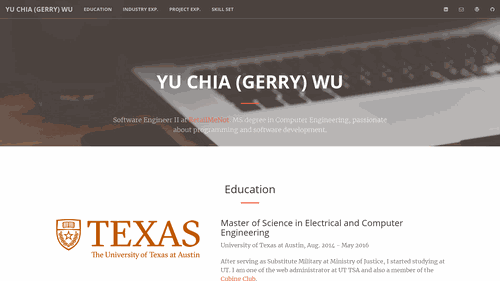 YU CHIA (GERRY) WU EDUCATION INDUSTRY EXP. PROJECT EXP. SKILL SET
YU CHIA (GERRY) WU
Software Engineer II at MS degree in Computer Engineering, passionate
about programming and software development.
Education
TEXAS
The University of Texas at Austin
Master of Science in Electrical and Computer
Engineering
University of Texas at Austin, Aug. 2014 - May 2016
After serving as Substitute Military at Ministry of Justice, I started studying at
UT. I am one of the web administrator at UT TSA and also a member of the
Cobine Club.